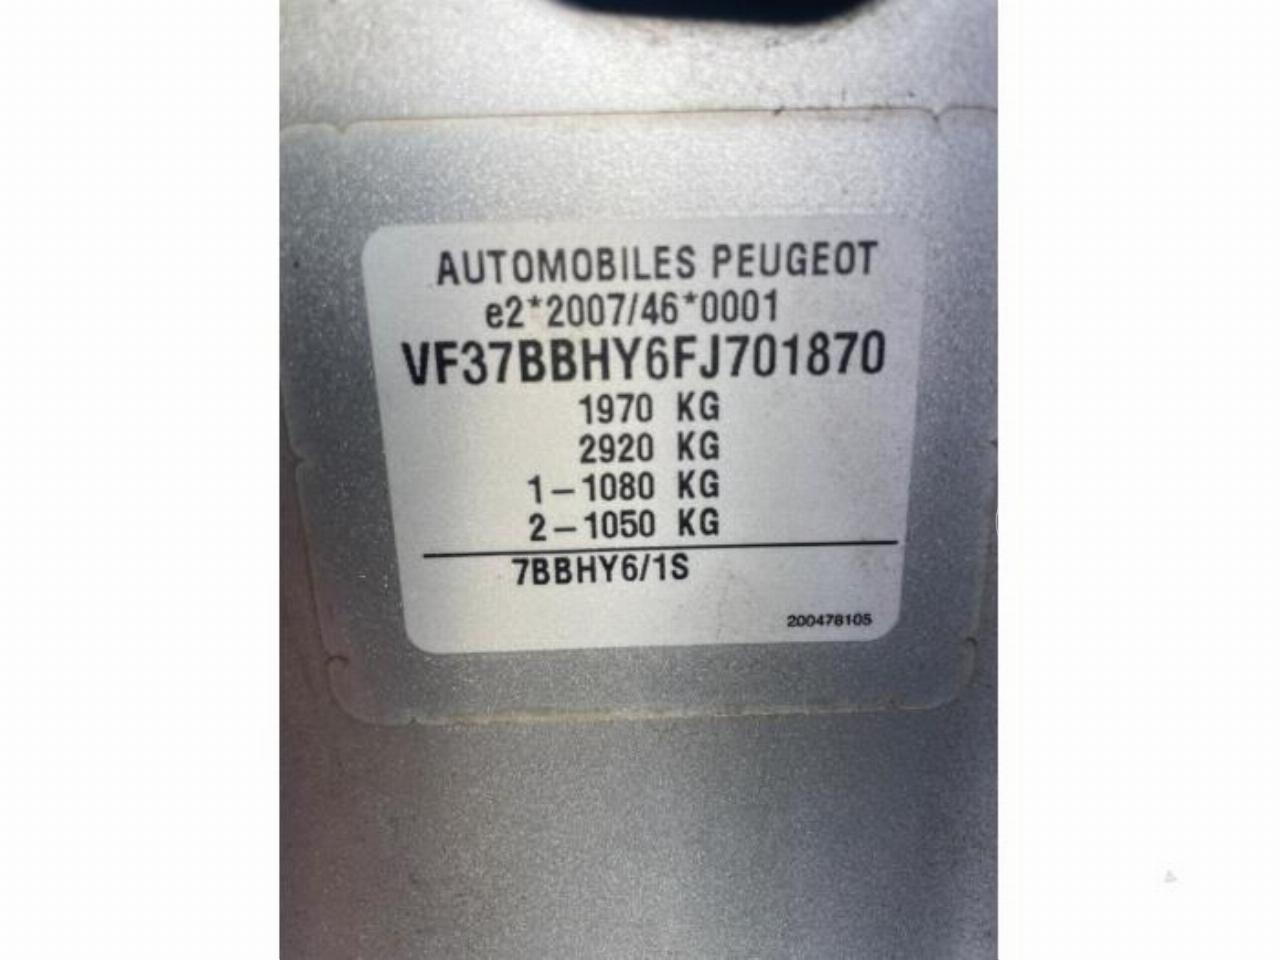 AUTOMOBILES PEUGEOT
e2*2007/46*0001
VF37BBHY6FJ701870
1970 KG
2920 KG
1-1080 KG
2-1050 KG
7BBHY6/1S
200478105